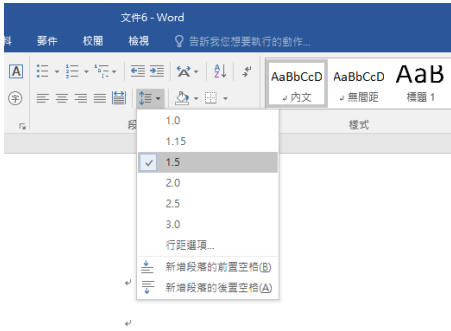 文件6 - Word
料 郵件 校閱 檢視 告訴我您想要執行的動作...
A
字
AaBbCcD AaBbCcD AaB
內文 無間距 標題 1
段 樣式
1.0
1.15
1.5
2.0
2.5
3.0
行距選項...
新增段落的前置空格(B)
新增段落的後置空格(A)